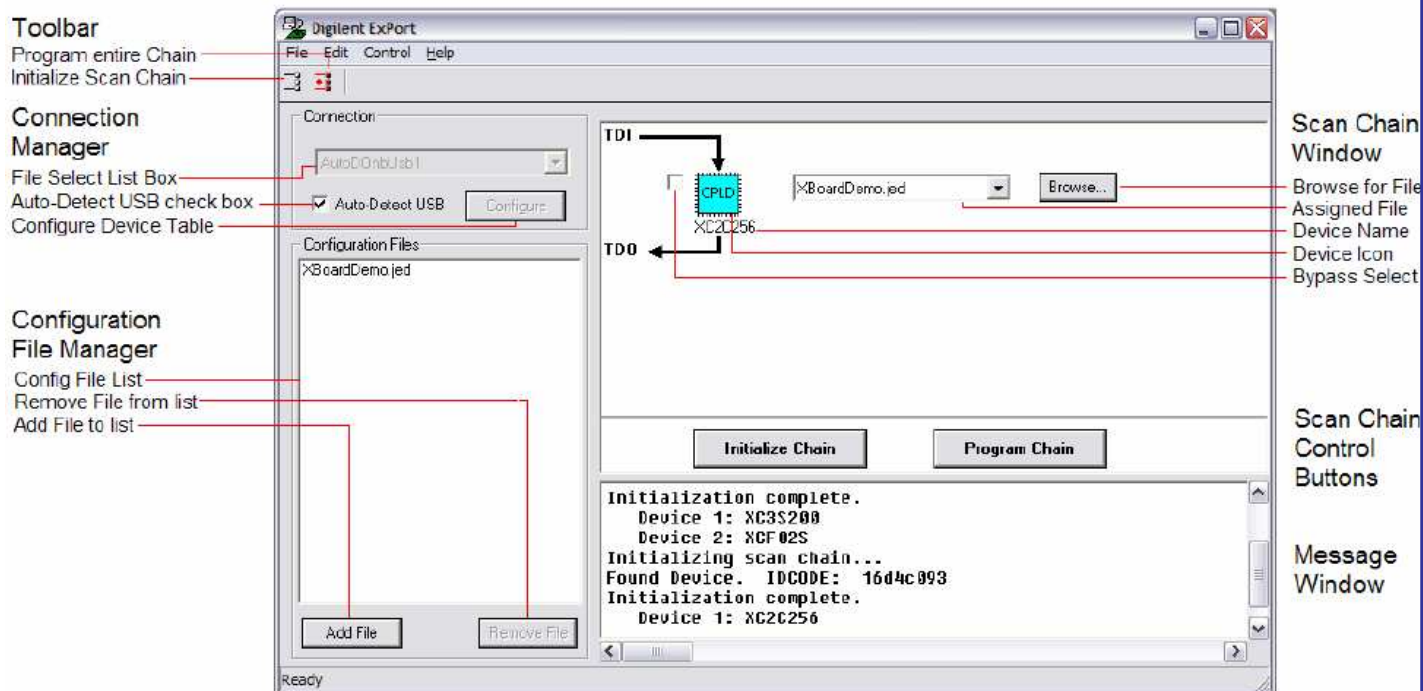 Toolbar
Program entire Chain
Initialize Scan Chain
Connection
Manager
File Select List Box
Auto-Detect USB check box
Configure Device Table
Configuration
File Manager
Config File List
Remove File from list
Add File to list
Digilent ExPort
File Edit Control Help
Connection
AutoDOnbUsb1
Auto-Detect USB
Configure
Configuration Files
XBoardDemo.jed
Add File
Remove File
Ready
TDI
CPLD
XC2C256
TDO
XBoardDemo.jed
Browse...
Initialize Chain
Program Chain
Initialization complete.
Device 1: XC3S200
Device 2: XCF02S
Initializing scan chain...
Found Device. IDCODE: 16d4c093
Initialization complete.
Device 1: XC2C256
Scan Chain
Window
Browse for File
Assigned File
Device Name
Device Icon
Bypass Select
Scan Chain
Control
Buttons
Message
Window